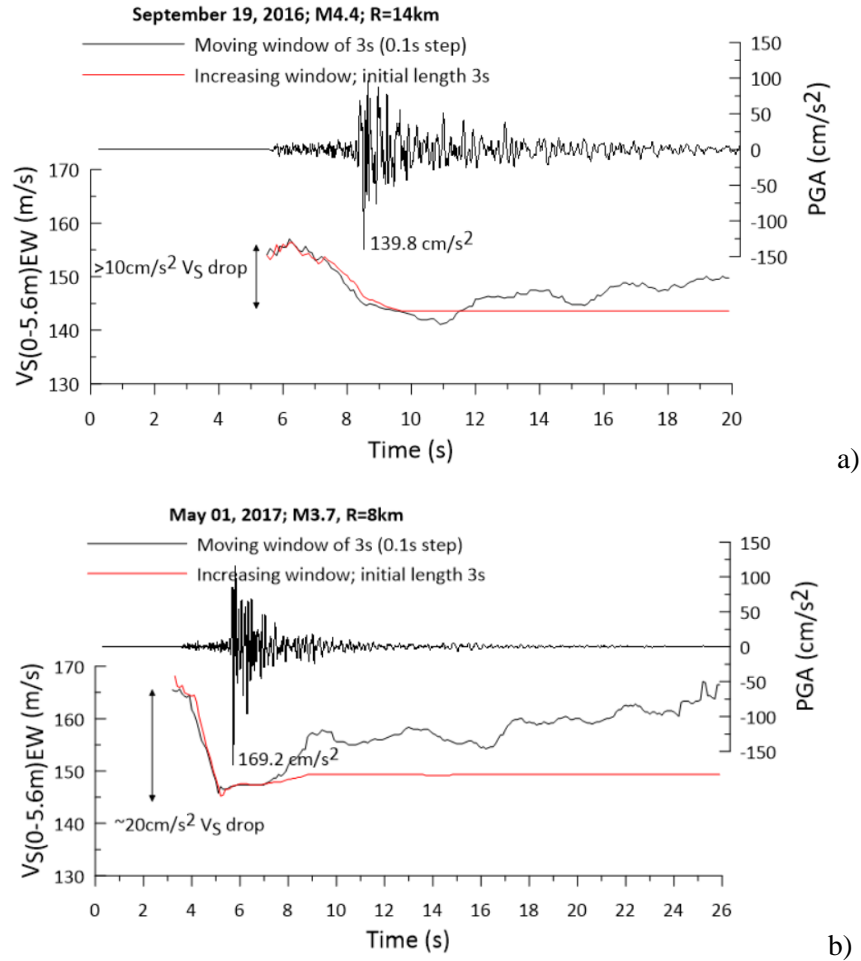 September 19, 2016; M4.4; R=14km
Moving window of 3s (0.1s step)
Increasing window; initial length 3s
150
100
50
0
-50
-100
-150
PGA (cm/s²)
139.8 cm/s²
170
160
150
140
130
VS(0-5.6m)EW (m/s)
>10cm/s² VS drop
0 2 4 6 8 10 12 14 16 18 20
Time (s)
a)
May 01, 2017; M3.7, R=8km
Moving window of 3s (0.1s step)
Increasing window; initial length 3s
150
100
50
0
-50
-100
-150
PGA (cm/s²)
169.2 cm/s²
170
160
150
140
130
VS(0-5.6m)EW (m/s)
~20cm/s² VS drop
0 2 4 6 8 10 12 14 16 18 20 22 24 26
Time (s)
b)